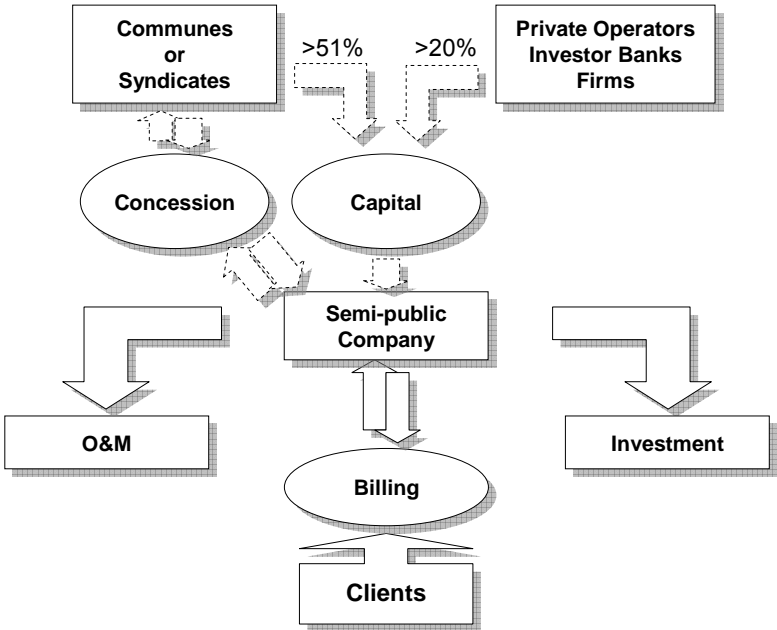 Communes
or
Syndicates
>51%
>20%
Private Operators
Investor Banks
Firms
Concession
Capital
Semi-public
Company
O&M
Investment
Billing
Clients